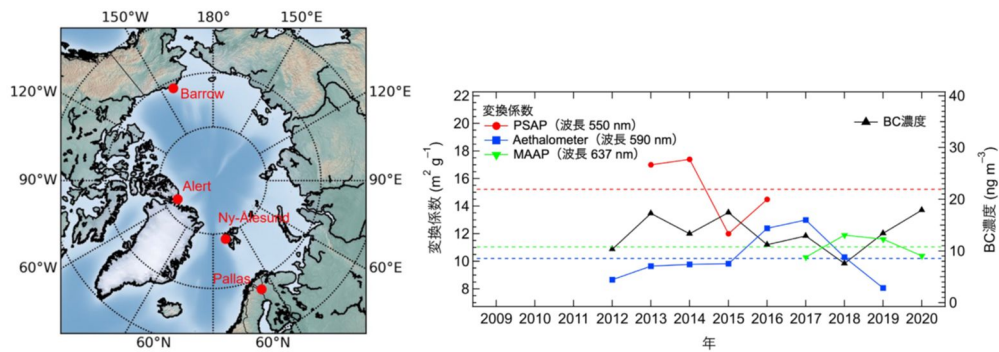 150°W 180° 150°E
120°W
120°E
Barrow
90°W
90°E
Alert
Ny-Alesund
60°W
60°E
Pallas
60°N
60°N
変換係数
PSAP（波長 550 nm）
Aethalometer（波長 590 nm）
MAAP（波長 637 nm）
BC濃度
変換係数 (m² g⁻¹)
22
20
18
16
14
12
10
8
BC濃度 (ng m⁻³)
40
30
20
10
0
2009 2010 2011 2012 2013 2014 2015 2016 2017 2018 2019 2020
年